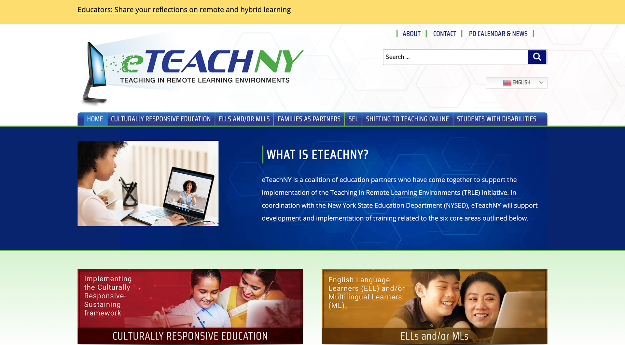 Educators: Share your reflections on remote and hybrid learning
ABOUT
CONTACT
PD CALENDAR & NEWS
eTEACHNY
TEACHING IN REMOTE LEARNING ENVIRONMENTS
Search ...
ENGLISH
HOME
CULTURALLY RESPONSIVE EDUCATION
ELLS AND/OR MLLS
FAMILIES AS PARTNERS
SEL
SHIFTING TO TEACHING ONLINE
STUDENTS WITH DISABILITIES
WHAT IS ETEACHNY?
eTeachNY is a coalition of education partners who have come together to support the
implementation of the Teaching in Remote Learning Environments (TRLE) Initiative. In
coordination with the New York State Education Department (NYSED), eTeachNY will support
development and implementation of training related to the six core areas outlined below.
Implementing
the Culturally
Responsive-
Sustaining
framework
CULTURALLY RESPONSIVE EDUCATION
English Language
Learners (ELL) and/or
Multilingual Learners
(ML).
ELLs and/or MLs